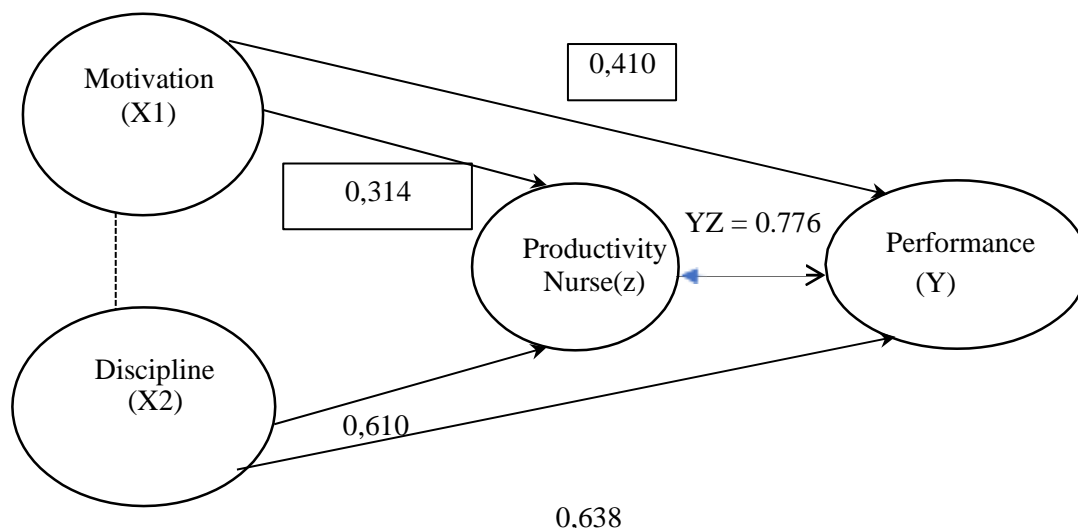 Motivation
(X1)
0,410
0,314
YZ = 0.776
Productivity
Nurse(z)
Performance
(Y)
Discipline
(X2)
0,610
0,638